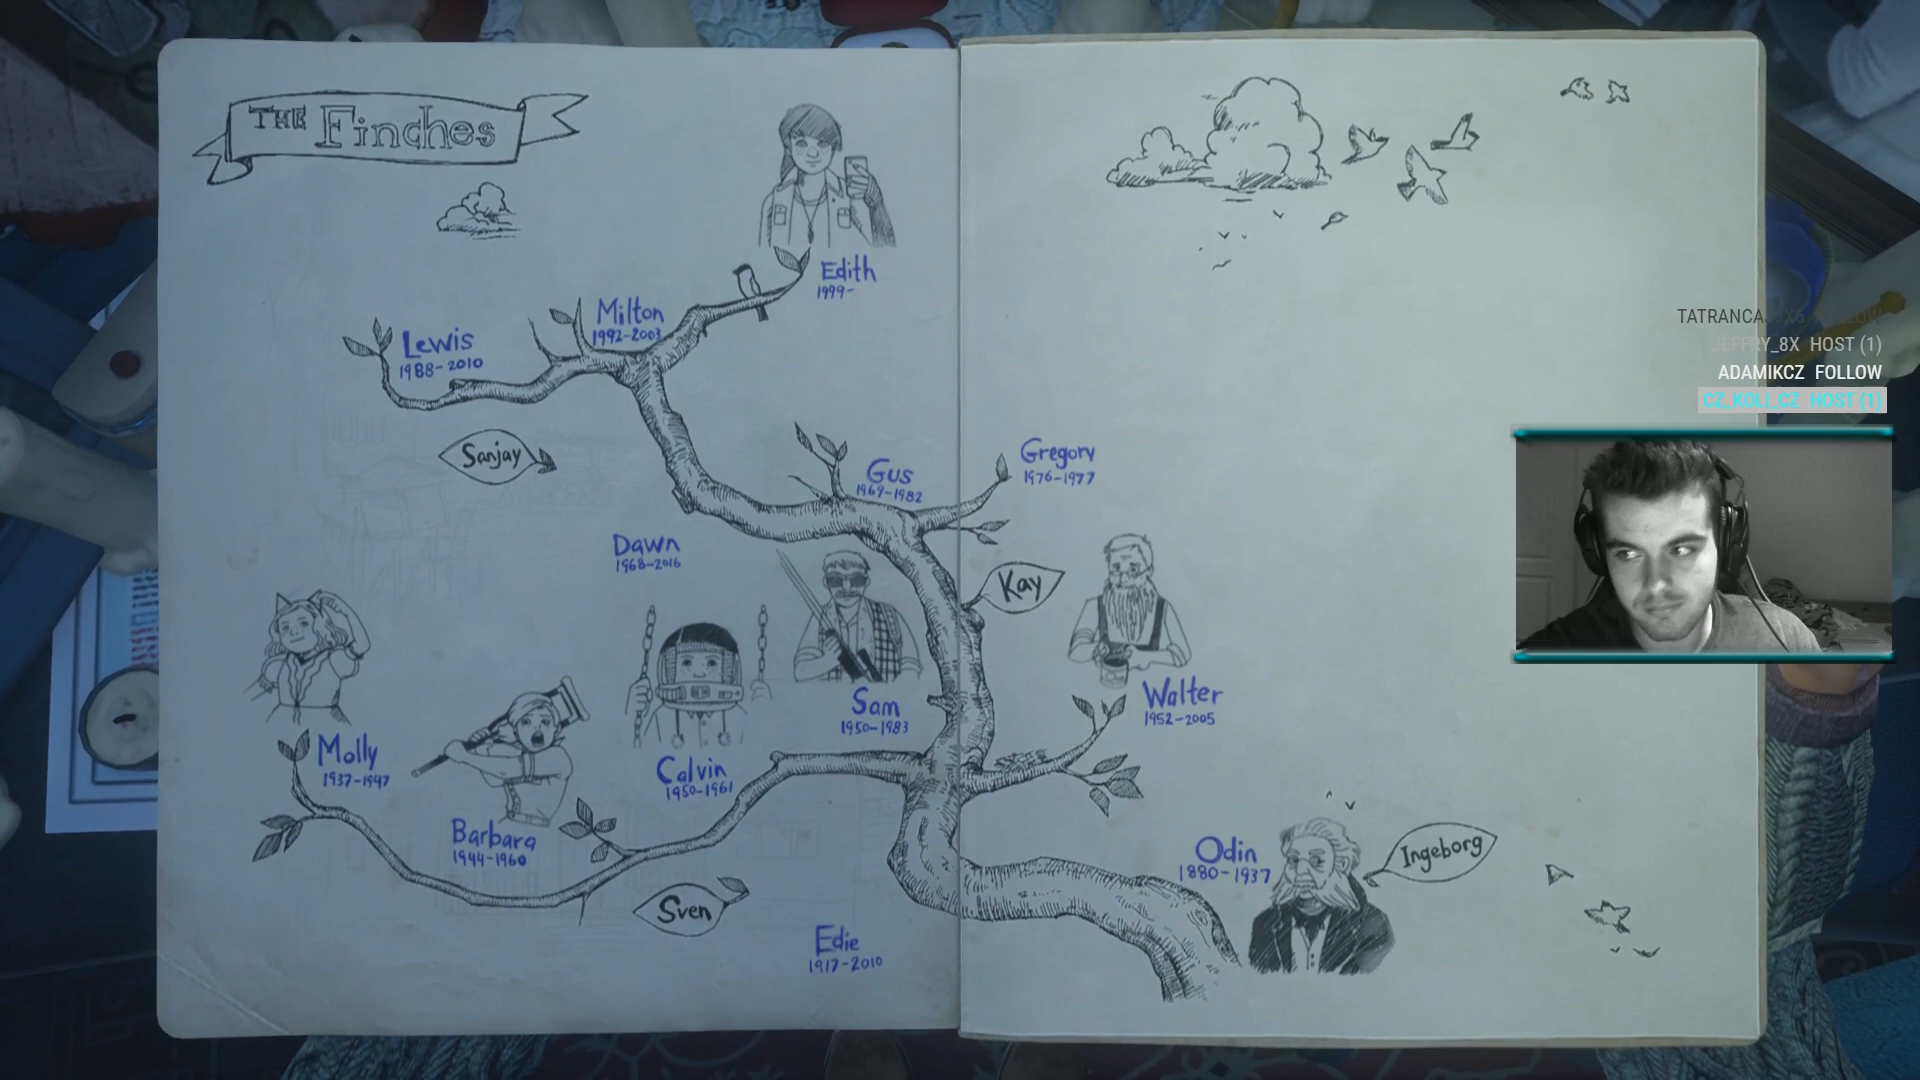 THE Finches
Edith
1999-
Milton
1992-2003
Lewis
1988-2010
Sanjay
Gregory
1976-1977
Gus
1969-1982
Dawn
1968-2016
Kay
Sam
1950-1983
Walter
1952-2005
Molly
1937-1947
Calvin
1950-1961
Barbara
1944-1960
Sven
Odin
1880-1937
Ingeborg
Edie
1917-2010
HOST (1)
ADAMIKCZ FOLLOW
CZ_KOLI_CZ HOST (1)